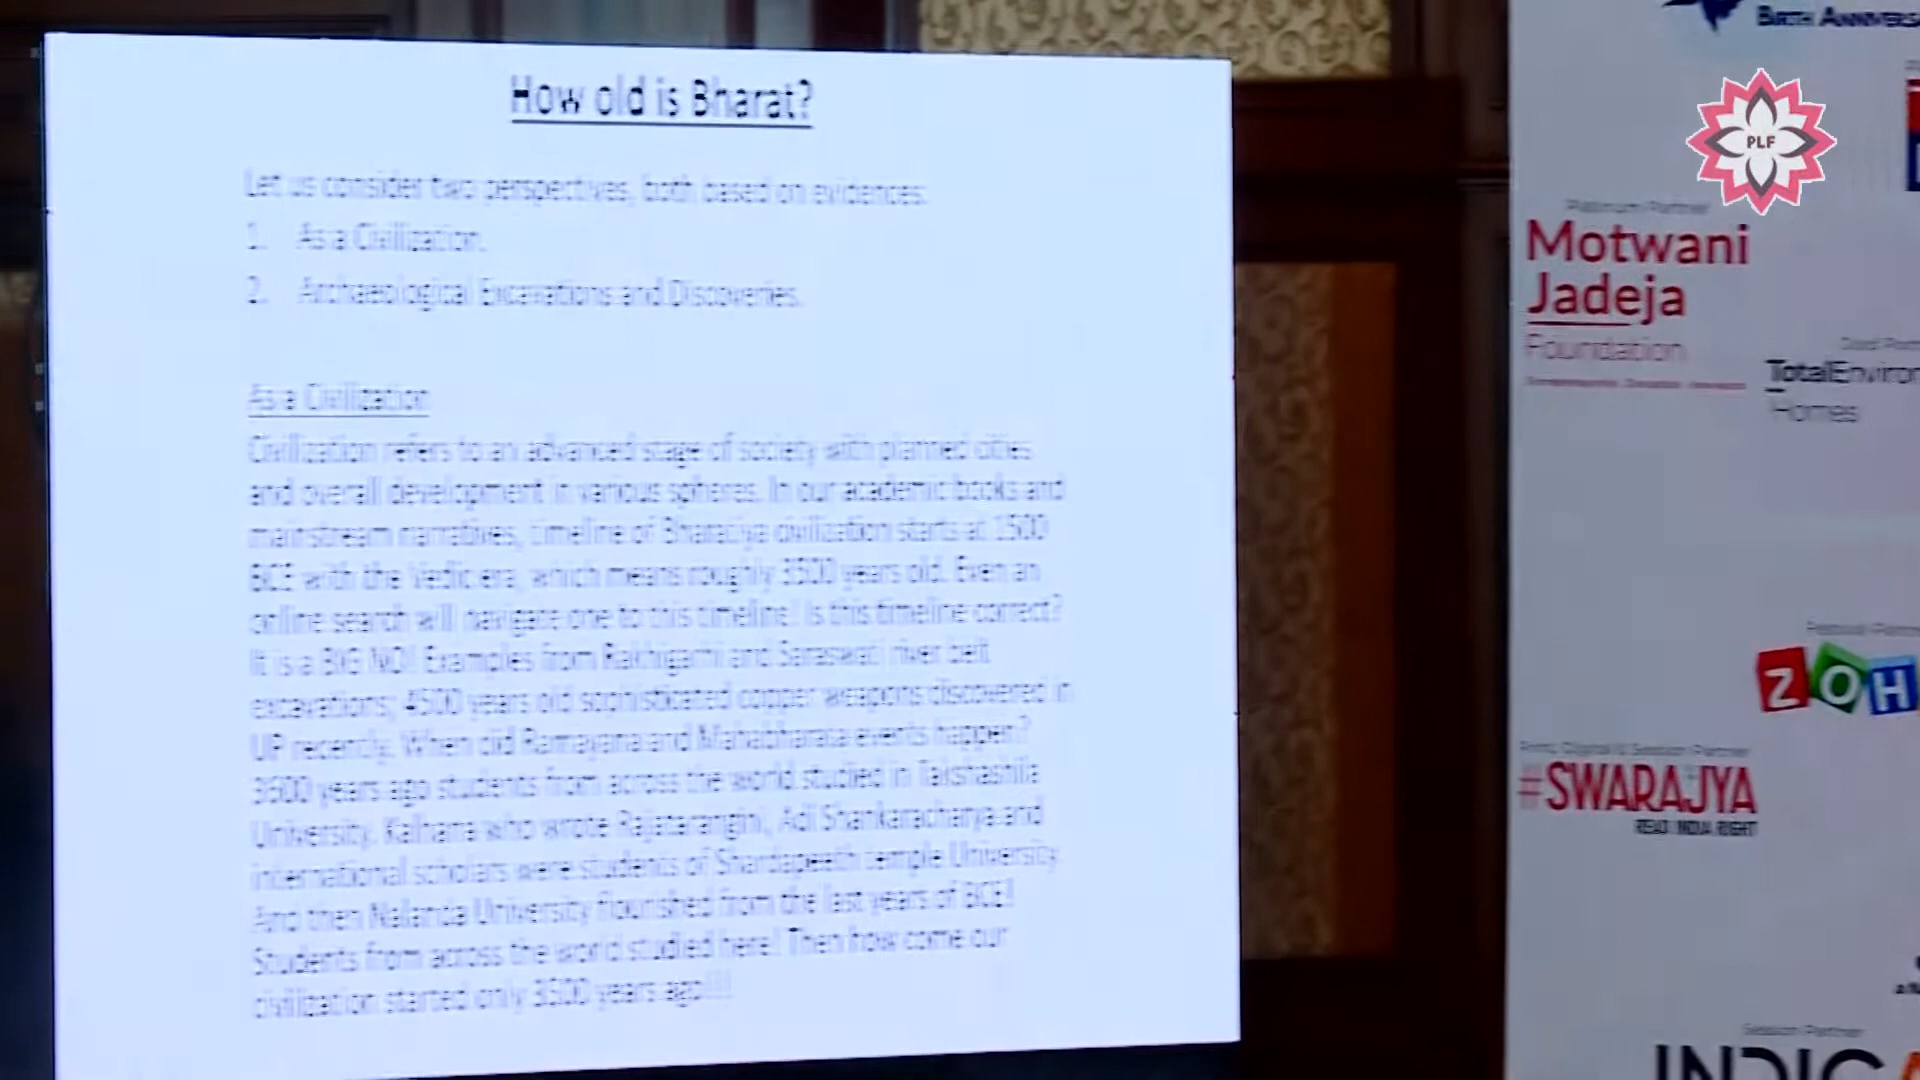 How old is Bharat?
Let us consider two perspectives, both based on evidences:
1. As a Civilization.
2. Archaeological Excavations and Discoveries.
As a Civilization
Civilization refers to an advanced stage of society with planned cities
and overall development in various spheres. In our academic books and
mainstream narratives, timeline of Bharatiya civilization starts at 1500
BCE with the Vedic era, which means roughly 3500 years old. Even an
online search will navigate one to this timeline! Is this timeline correct?
It is a BIG NO! Examples from Rakhigarhi and Saraswati river belt
excavations; 4500 years old sophisticated copper weapons discovered in
UP recently. When did Ramayana and Mahabharata events happen?
3600 years ago students from across the world studied in Takshashila
University. Kalhana who wrote Rajatarangini, Adi Shankaracharya and
international scholars were students of Shardapeeth temple University.
And then Nalanda University flourished from the last years of BCE!
Students from across the world studied here! Then how come our
civilization started only 3500 years ago!!!!
BIRTH ANNIVERSA
PLF
Platinum Partner
Motwani
Jadeja
Foundation
TotalEnviron
Homes
ZOH
#SWARAJYA
READ INDIA RIGHT
Session Partner
INDICA